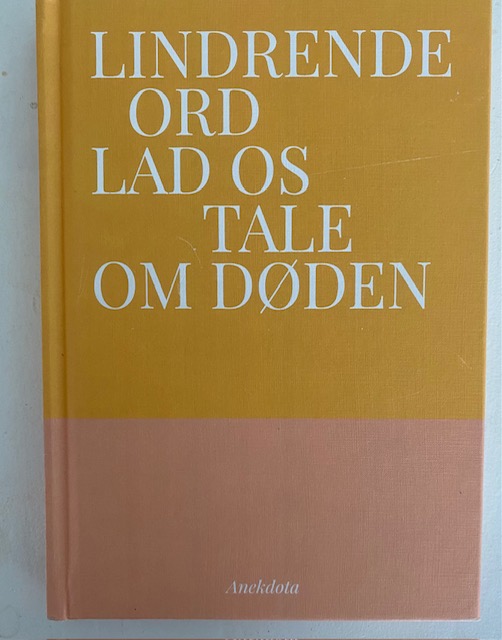 LINDRENDE
ORD
LAD OS
TALE
OM DØDEN
Anekdota